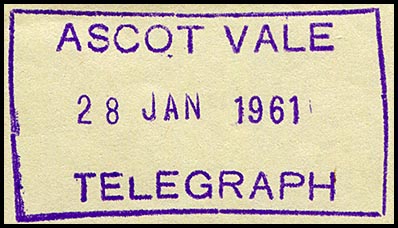 ASCOT VALE
28 JAN 1961
TELEGRAPH